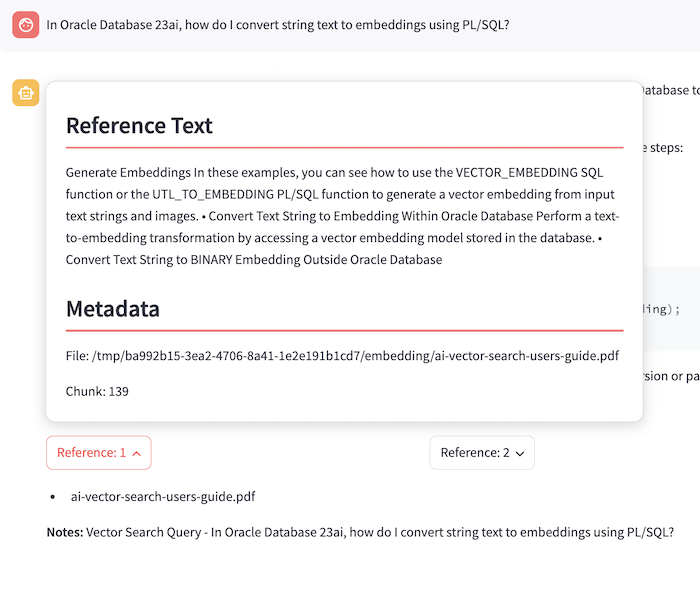 In Oracle Database 23ai, how do I convert string text to embeddings using PL/SQL?
Database to
e steps:
Reference Text
Generate Embeddings In these examples, you can see how to use the VECTOR_EMBEDDING SQL
function or the UTL_TO_EMBEDDING PL/SQL function to generate a vector embedding from input
text strings and images. • Convert Text String to Embedding Within Oracle Database Perform a text-
to-embedding transformation by accessing a vector embedding model stored in the database. •
Convert Text String to BINARY Embedding Outside Oracle Database
Metadata
ling);
File: /tmp/ba992b15-3ea2-4706-8a41-1e2e191b1cd7/embedding/ai-vector-search-users-guide.pdf
rsion or pa
Chunk: 139
Reference: 1
Reference: 2
• ai-vector-search-users-guide.pdf
Notes: Vector Search Query - In Oracle Database 23ai, how do I convert string text to embeddings using PL/SQL?